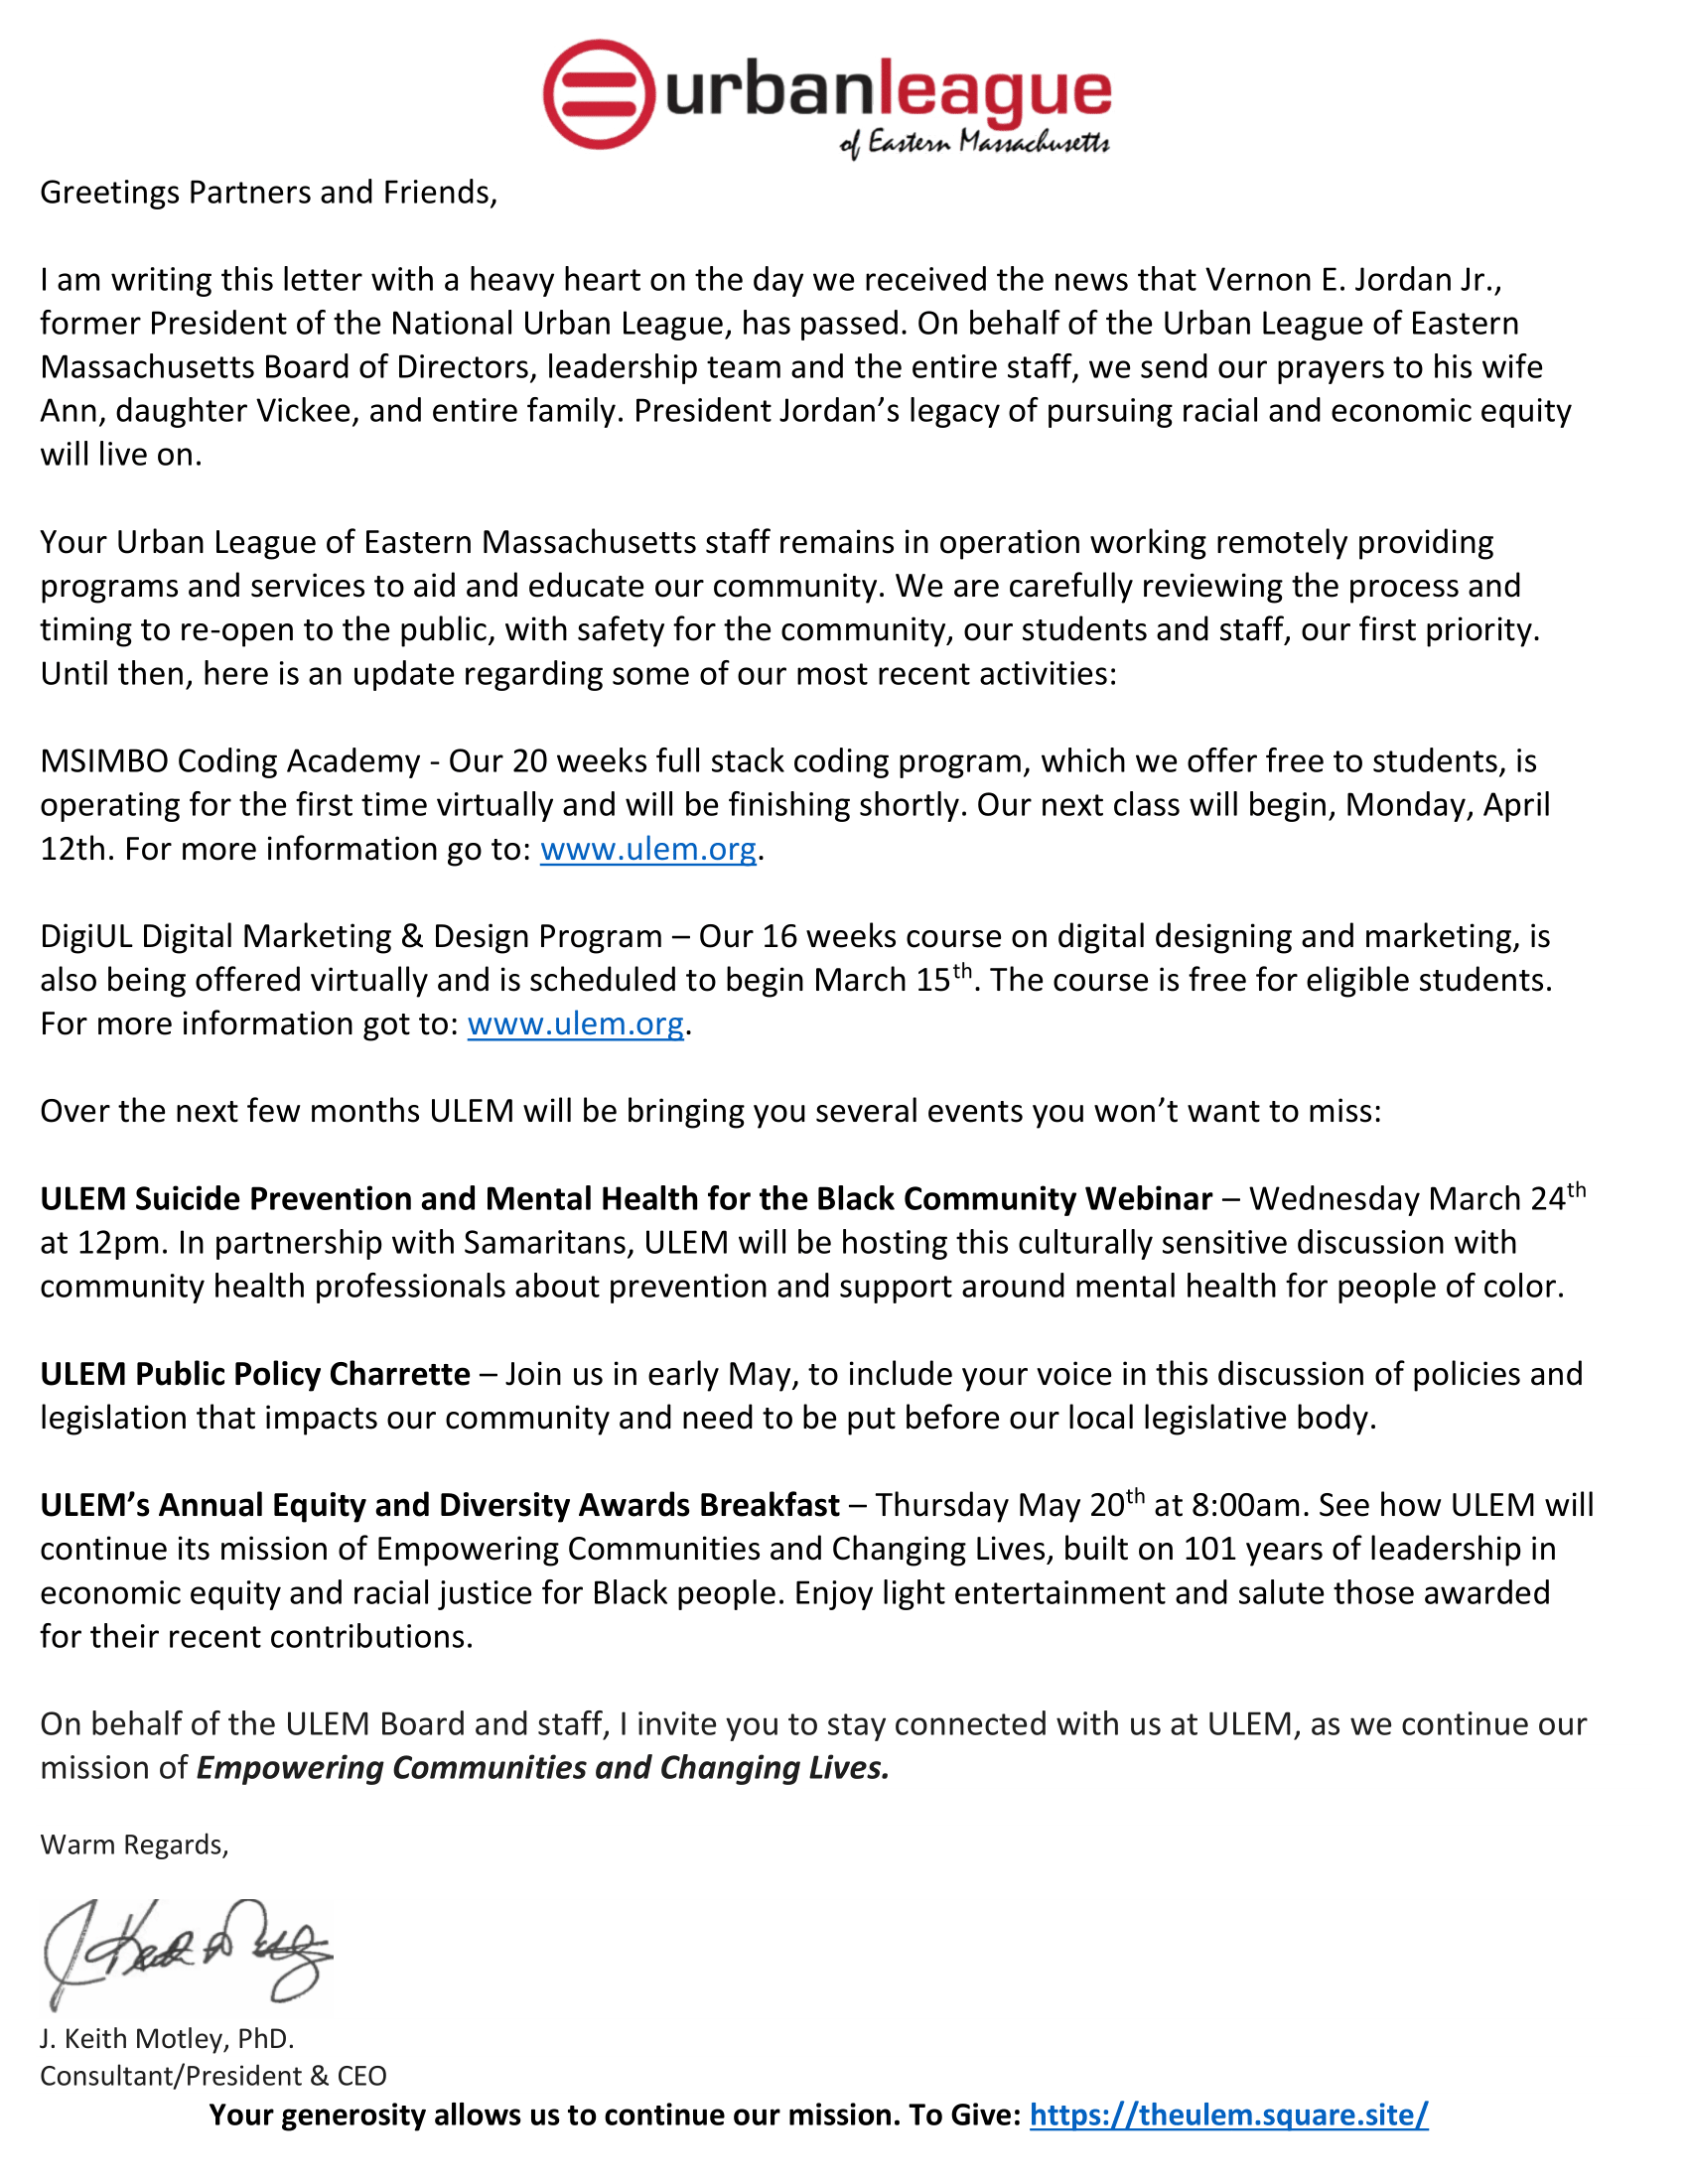 urbanleague
of Eastern Massachusetts
Greetings Partners and Friends,
I am writing this letter with a heavy heart on the day we received the news that Vernon E. Jordan Jr.,
former President of the National Urban League, has passed. On behalf of the Urban League of Eastern
Massachusetts Board of Directors, leadership team and the entire staff, we send our prayers to his wife
Ann, daughter Vickee, and entire family. President Jordan’s legacy of pursuing racial and economic equity
will live on.
Your Urban League of Eastern Massachusetts staff remains in operation working remotely providing
programs and services to aid and educate our community. We are carefully reviewing the process and
timing to re-open to the public, with safety for the community, our students and staff, our first priority.
Until then, here is an update regarding some of our most recent activities:
MSIMBO Coding Academy - Our 20 weeks full stack coding program, which we offer free to students, is
operating for the first time virtually and will be finishing shortly. Our next class will begin, Monday, April
12th. For more information go to: www.ulem.org.
DigiUL Digital Marketing & Design Program – Our 16 weeks course on digital designing and marketing, is
also being offered virtually and is scheduled to begin March 15th. The course is free for eligible students.
For more information got to: www.ulem.org.
Over the next few months ULEM will be bringing you several events you won’t want to miss:
ULEM Suicide Prevention and Mental Health for the Black Community Webinar – Wednesday March 24th
at 12pm. In partnership with Samaritans, ULEM will be hosting this culturally sensitive discussion with
community health professionals about prevention and support around mental health for people of color.
ULEM Public Policy Charrette – Join us in early May, to include your voice in this discussion of policies and
legislation that impacts our community and need to be put before our local legislative body.
ULEM’s Annual Equity and Diversity Awards Breakfast – Thursday May 20th at 8:00am. See how ULEM will
continue its mission of Empowering Communities and Changing Lives, built on 101 years of leadership in
economic equity and racial justice for Black people. Enjoy light entertainment and salute those awarded
for their recent contributions.
On behalf of the ULEM Board and staff, I invite you to stay connected with us at ULEM, as we continue our
mission of Empowering Communities and Changing Lives.
Warm Regards,
J. Keith Motley, PhD.
Consultant/President & CEO
Your generosity allows us to continue our mission. To Give: https://theulem.square.site/